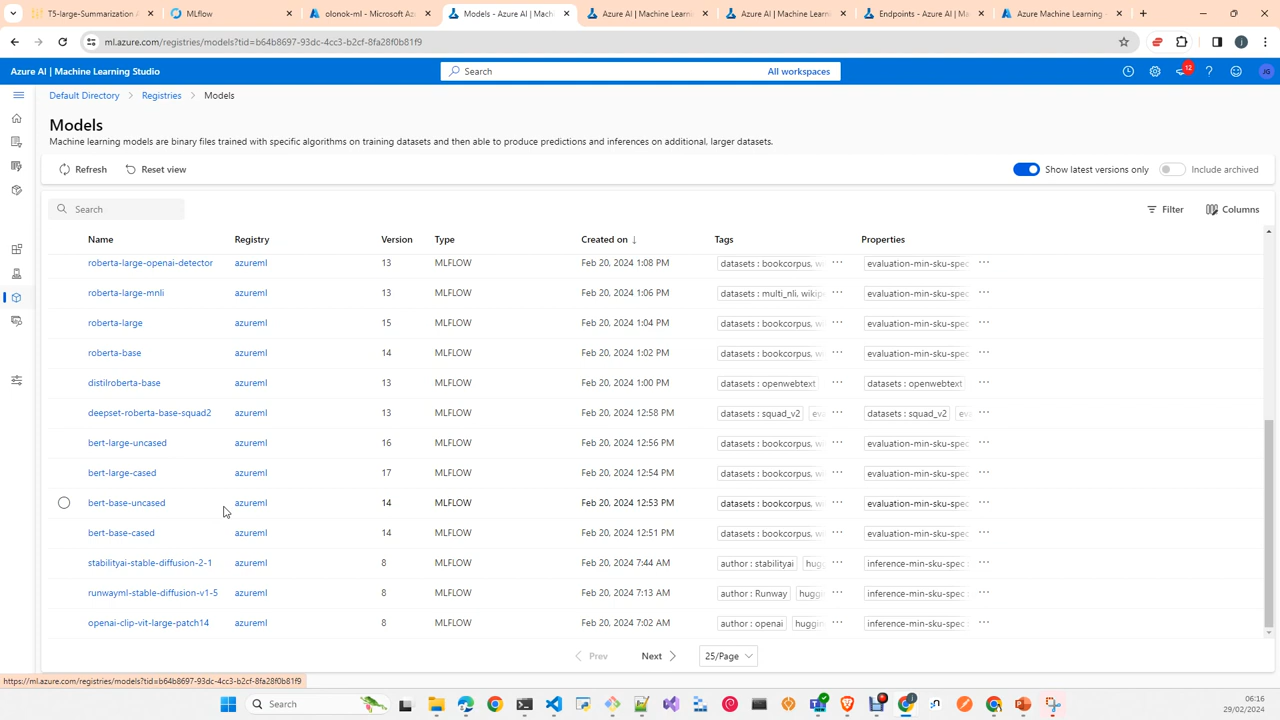 T5-large-Summarization
MLflow
olonok-ml - Microsoft Az
Models - Azure AI | Mach
Azure AI | Machine Learning
Azure AI | Machine Learning
Endpoints - Azure AI | Mac
Azure Machine Learning
ml.azure.com/registries/models?tid=b64b8697-93dc-4cc3-b2cf-8fa28f0b81f9
Azure AI | Machine Learning Studio
Search
All workspaces
12
JG
Default Directory > Registries > Models
Models
Machine learning models are binary files trained with specific algorithms on training datasets and then able to produce predictions and inferences on additional, larger datasets.
Refresh
Reset view
Show latest versions only
Include archived
Search
Filter
Columns
Name Registry Version Type Created on ↓ Tags Properties
roberta-large-openai-detector azureml 13 MLFLOW Feb 20, 2024 1:08 PM datasets : bookcorpus, wi ··· evaluation-min-sku-spec ···
roberta-large-mnli azureml 13 MLFLOW Feb 20, 2024 1:06 PM datasets : multi_nli, wikipe ··· evaluation-min-sku-spec ···
roberta-large azureml 15 MLFLOW Feb 20, 2024 1:04 PM datasets : bookcorpus, wi ··· evaluation-min-sku-spec ···
roberta-base azureml 14 MLFLOW Feb 20, 2024 1:02 PM datasets : bookcorpus, wi ··· evaluation-min-sku-spec ···
distilroberta-base azureml 13 MLFLOW Feb 20, 2024 1:00 PM datasets : openwebtext ··· datasets : openwebtext ···
deepset-roberta-base-squad2 azureml 13 MLFLOW Feb 20, 2024 12:58 PM datasets : squad_v2 eva ··· datasets : squad_v2 eva ···
bert-large-uncased azureml 16 MLFLOW Feb 20, 2024 12:56 PM datasets : bookcorpus, wi ··· evaluation-min-sku-spec ···
bert-large-cased azureml 17 MLFLOW Feb 20, 2024 12:54 PM datasets : bookcorpus, wi ··· evaluation-min-sku-spec ···
bert-base-uncased azureml 14 MLFLOW Feb 20, 2024 12:53 PM datasets : bookcorpus, wi ··· evaluation-min-sku-spec ···
bert-base-cased azureml 14 MLFLOW Feb 20, 2024 12:51 PM datasets : bookcorpus, wi ··· evaluation-min-sku-spec ···
stabilityai-stable-diffusion-2-1 azureml 8 MLFLOW Feb 20, 2024 7:44 AM author : stabilityai hug ··· inference-min-sku-spec : ···
runwayml-stable-diffusion-v1-5 azureml 8 MLFLOW Feb 20, 2024 7:13 AM author : Runway hugg ··· inference-min-sku-spec : ···
openai-clip-vit-large-patch14 azureml 8 MLFLOW Feb 20, 2024 7:02 AM author : openai huggin ··· inference-min-sku-spec : ···
Prev
Next
25/Page
https://ml.azure.com/registries/models?tid=b64b8697-93dc-4cc3-b2cf-8fa28f0b81f9
Search
06:16
29/02/2024